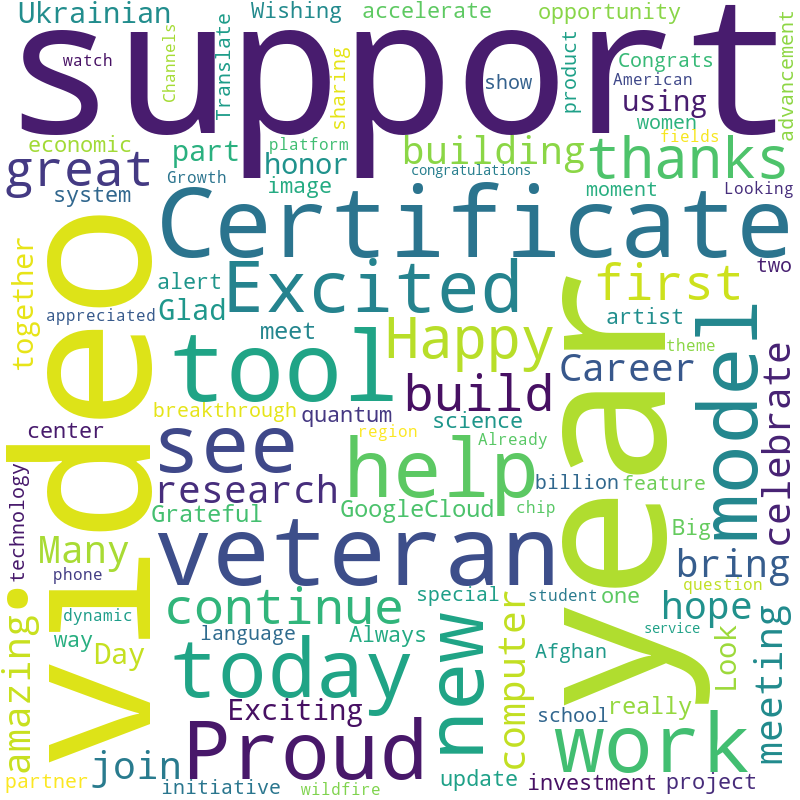 Ukrainian
Wishing
accelerate
opportunity
support
watch
Channels
Translate
sharing
show
product
Congrats
American
advancement
using
women
fields
economic
part
platform
honor
building
thanks
great
Growth
congratulations
system
image
moment
Looking
Certificate
video
together
alert
Excited
first
two
appreciated
Glad
meet
artist
year
model
tool
Happy
theme
Career
celebrate
breakthrough
quantum
build
science
center
see
region
Already
help
technology
research
billion
feature
Grateful
GoogleCloud
chip
Big
Many
veteran
phone
bring
question
amazing
dynamic
continue
special
student
one
hope
way
language
Always
new
computer
service
meeting
Day
today
Afghan
Look
Exciting
school
really
Proud
work
join
partner
initiative
wildfire
update
investment
project